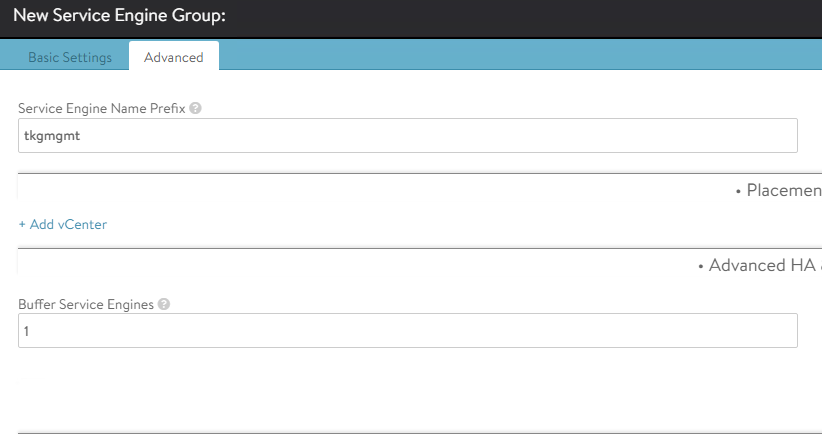 New Service Engine Group:
Basic Settings Advanced
Service Engine Name Prefix ?
tkgmgmt
• Placemen
+ Add vCenter
• Advanced HA
Buffer Service Engines ?
1